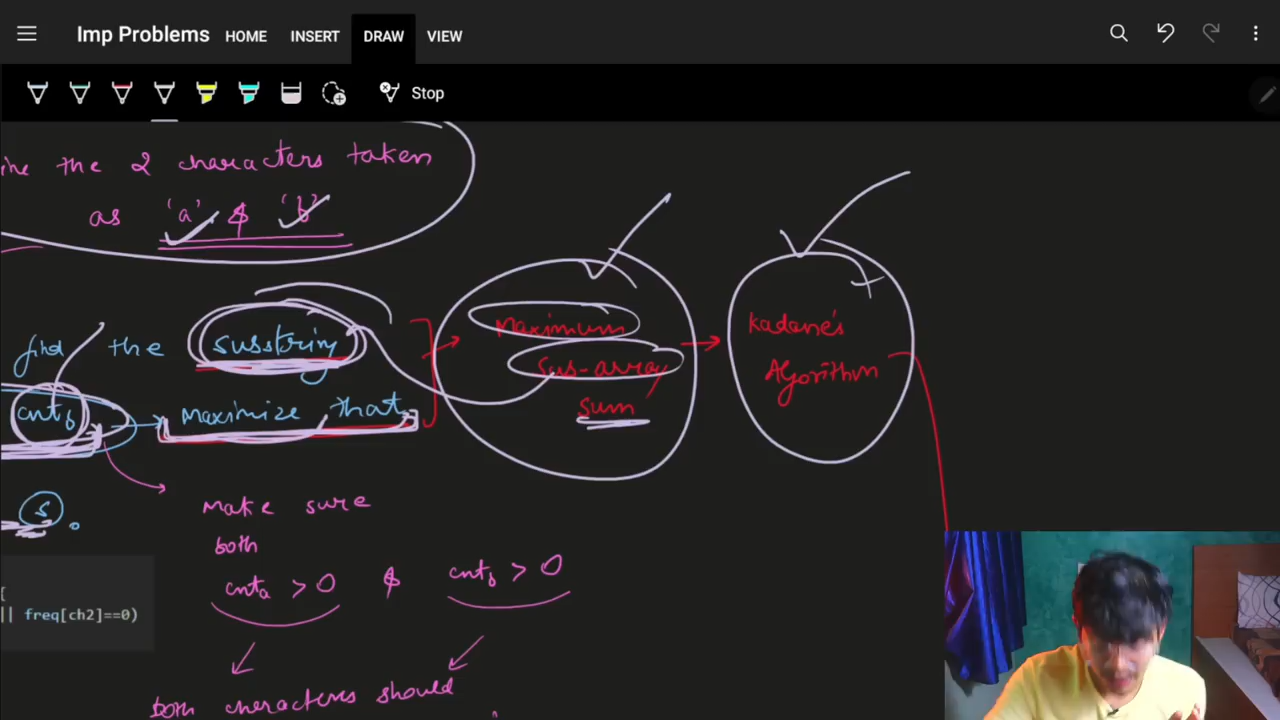 Imp Problems HOME INSERT DRAW VIEW
Stop
the 2 characters taken
as 'a' & 'b'
find the susstring
cntb → maximize that
s.
Maximum
Sub-array
Sum
Kadane's
Algorithm
Make sure
both
cnta > 0 & cntb > 0
{
|| freq[ch2]==0)
both characters should